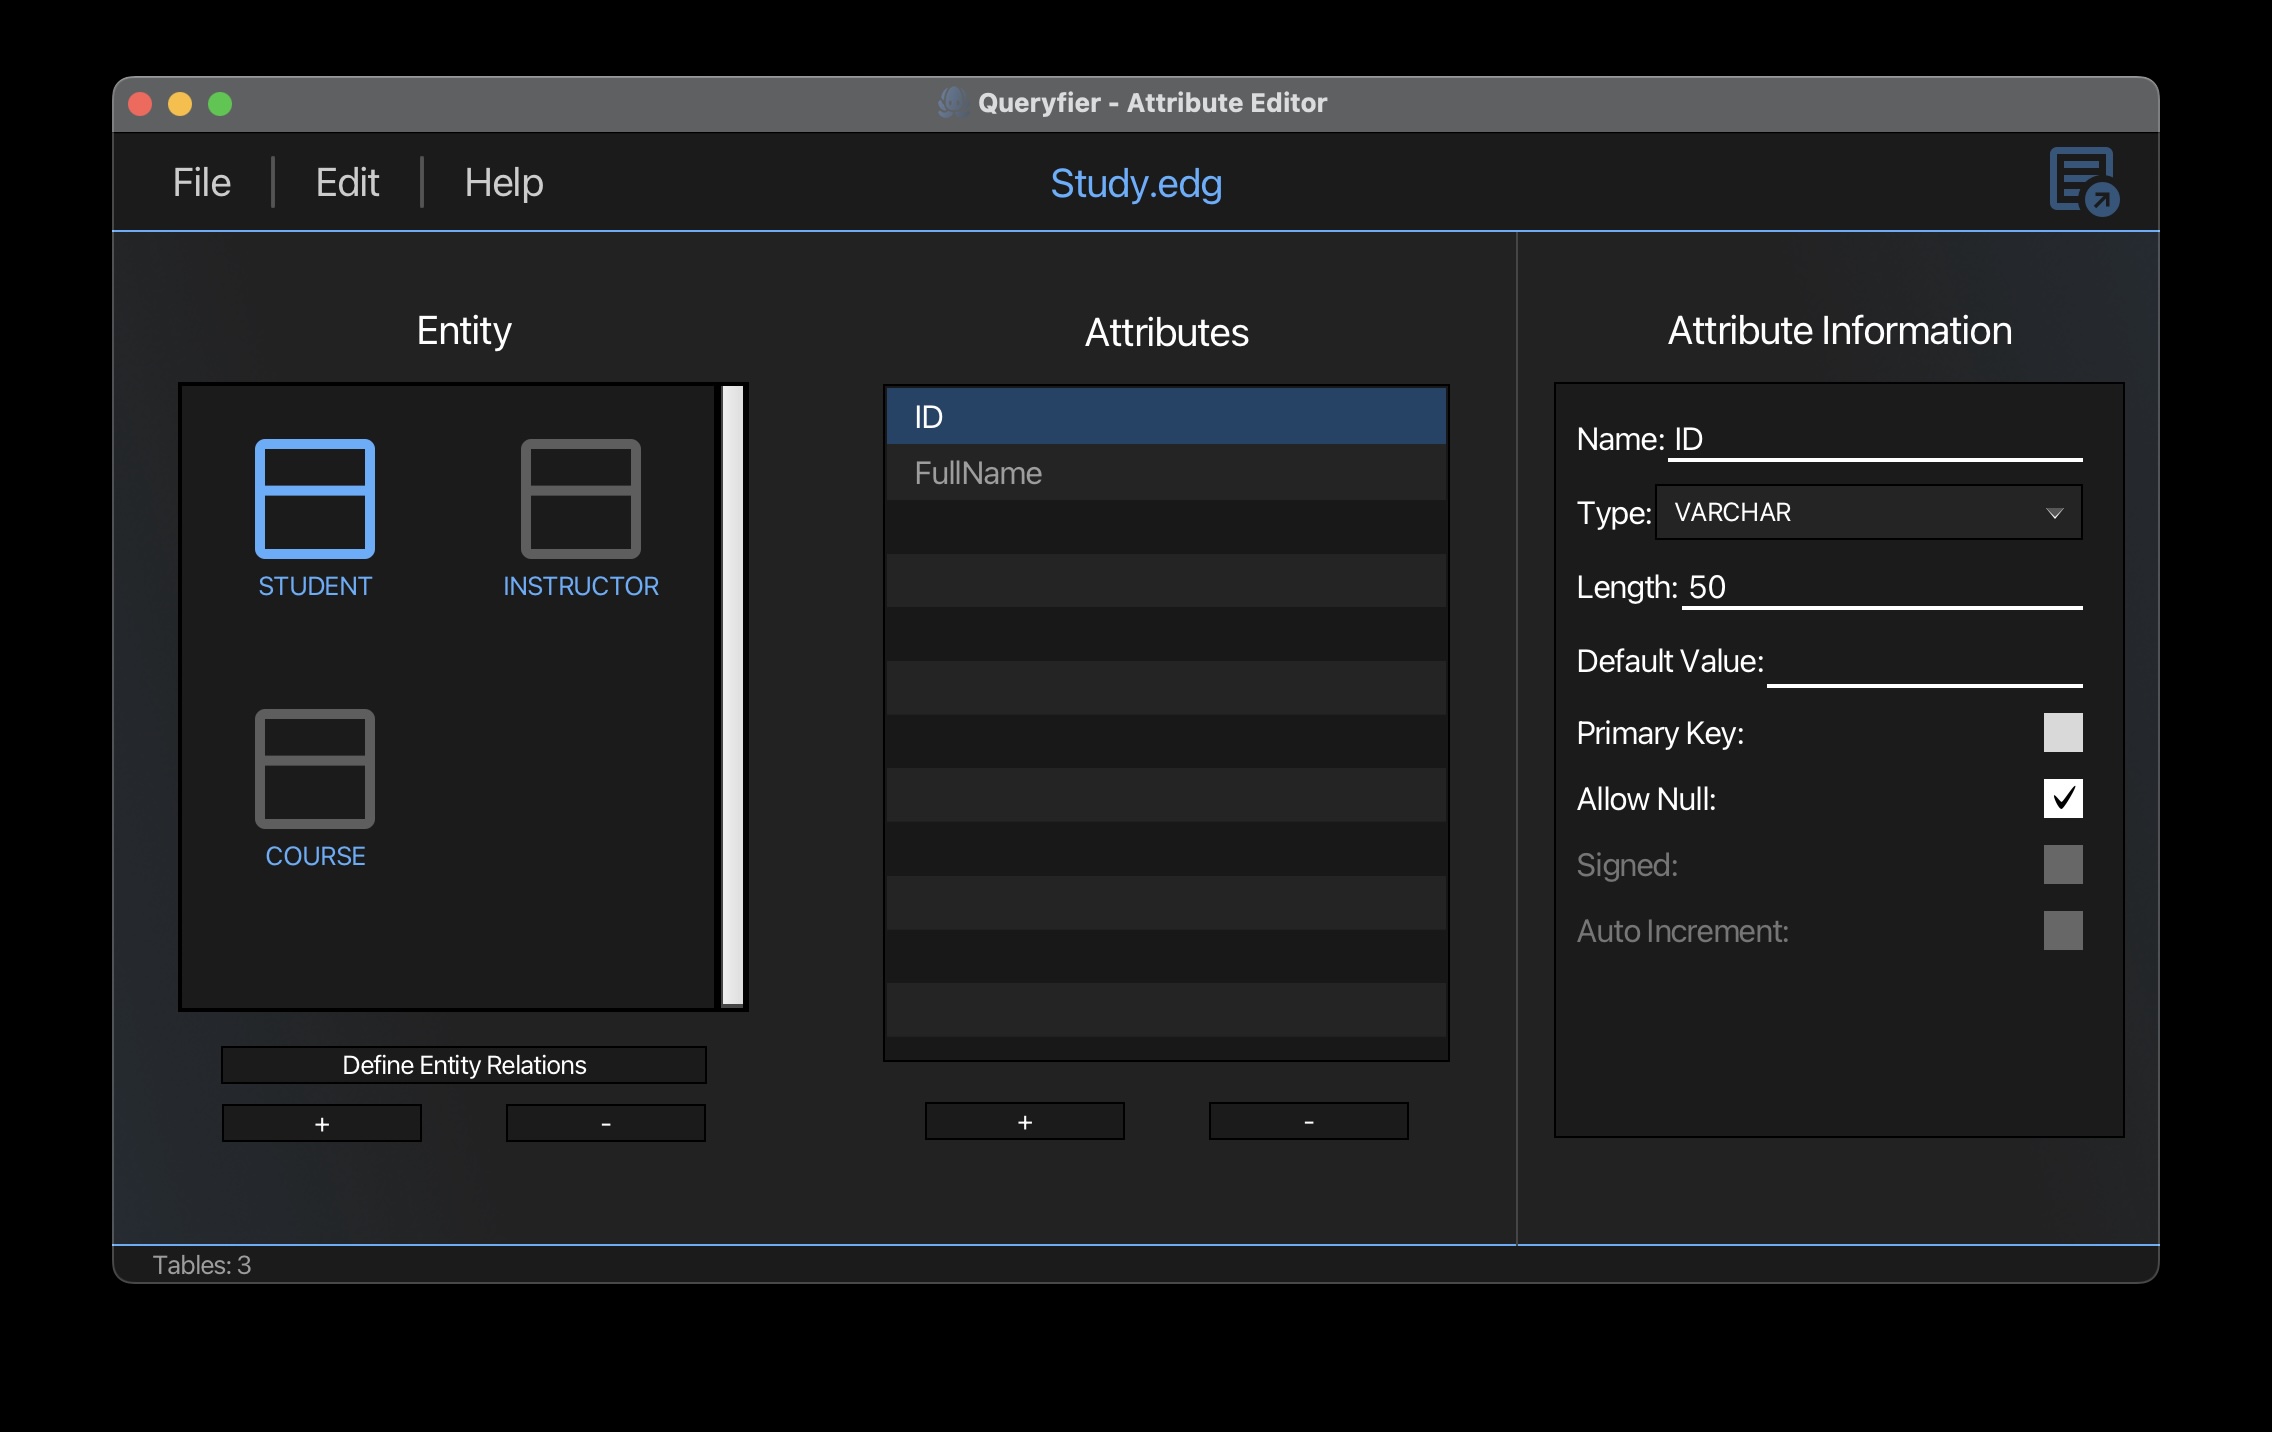 Queryfier - Attribute Editor
File
Edit
Help
Study.edg
Entity
STUDENT
INSTRUCTOR
COURSE
Define Entity Relations
+
-
Attributes
ID
FullName
+
-
Attribute Information
Name: ID
Type: VARCHAR
Length: 50
Default Value:
Primary Key:
Allow Null: ✓
Signed:
Auto Increment:
Tables: 3